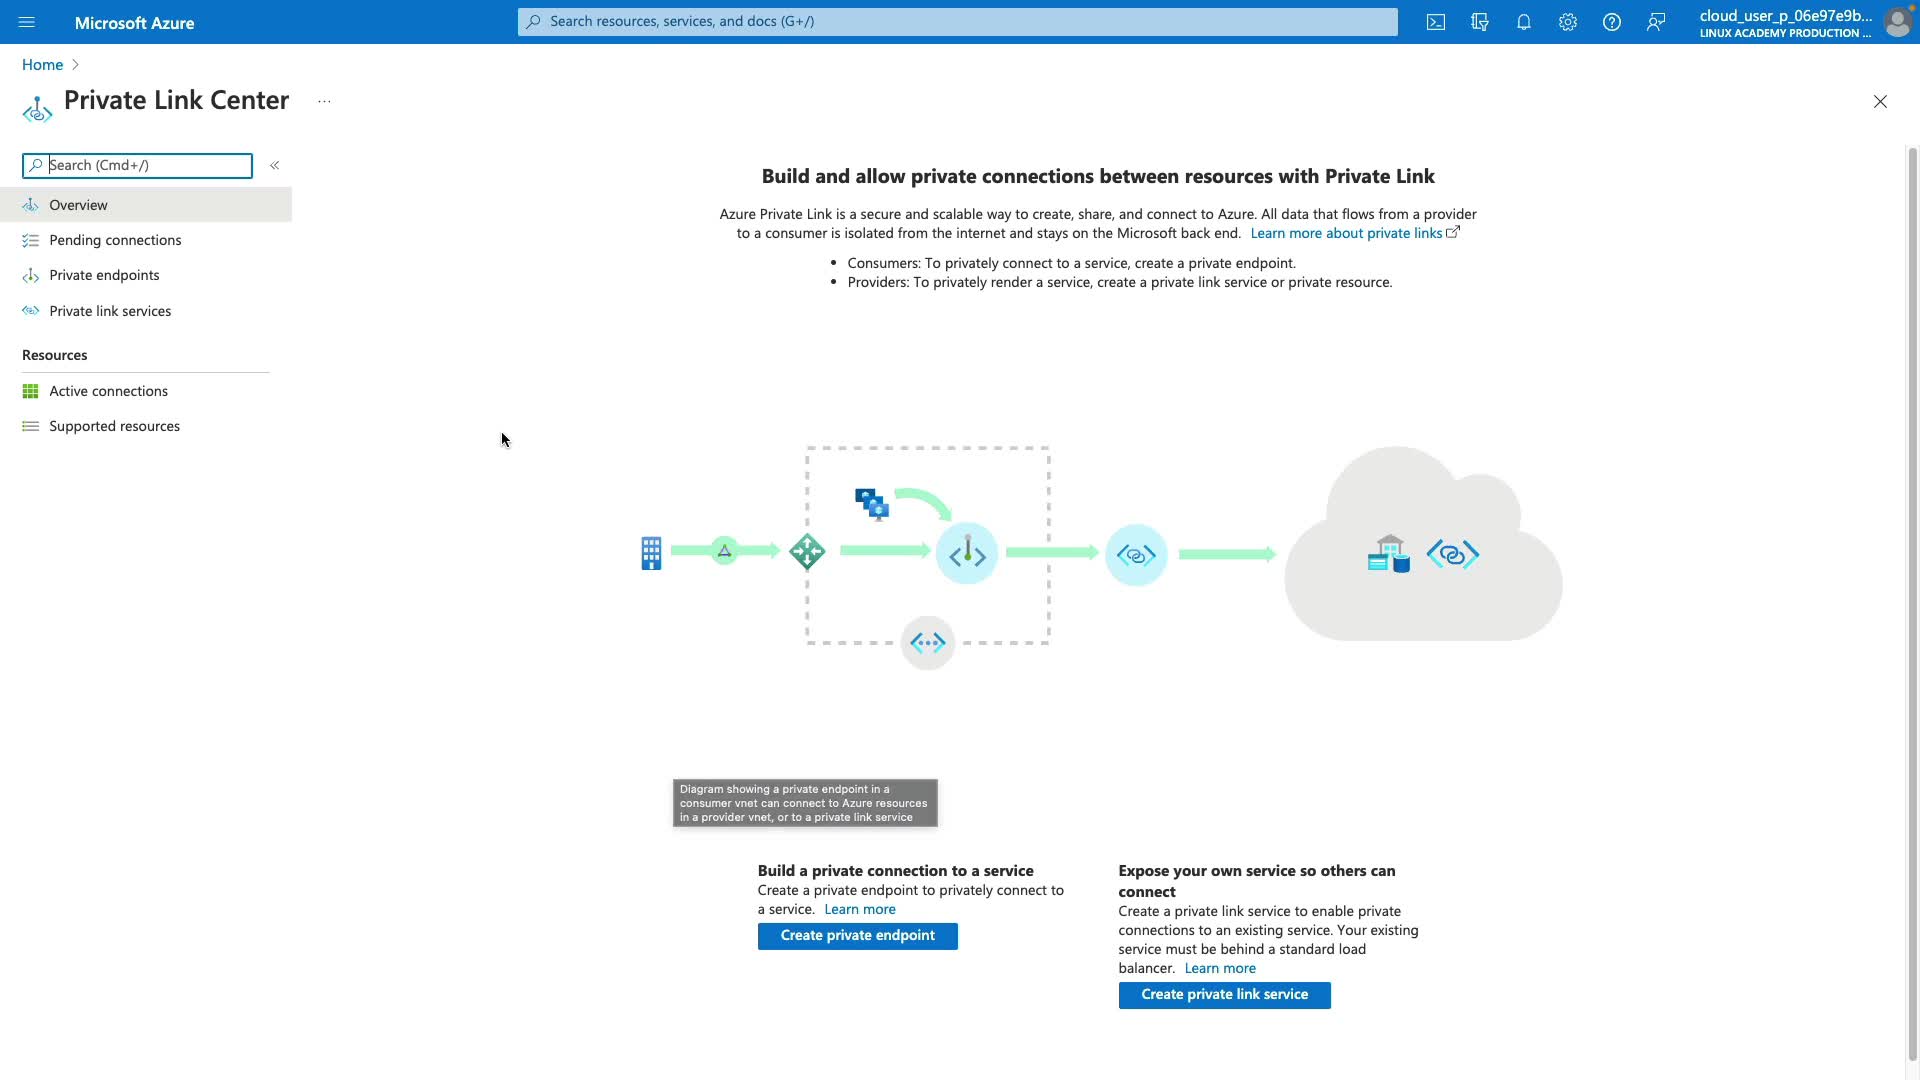 Microsoft Azure
Search resources, services, and docs (G+/)
cloud_user_p_06e97e9b...
LINUX ACADEMY PRODUCTION ...
Home
Private Link Center
...
Search (Cmd+/)
Overview
Pending connections
Private endpoints
Private link services
Resources
Active connections
Supported resources
Build and allow private connections between resources with Private Link
Azure Private Link is a secure and scalable way to create, share, and connect to Azure. All data that flows from a provider
to a consumer is isolated from the internet and stays on the Microsoft back end. Learn more about private links
• Consumers: To privately connect to a service, create a private endpoint.
• Providers: To privately render a service, create a private link service or private resource.
Diagram showing a private endpoint in a
consumer vnet can connect to Azure resources
in a provider vnet, or to a private link service
Build a private connection to a service
Create a private endpoint to privately connect to
a service. Learn more
Create private endpoint
Expose your own service so others can
connect
Create a private link service to enable private
connections to an existing service. Your existing
service must be behind a standard load
balancer. Learn more
Create private link service